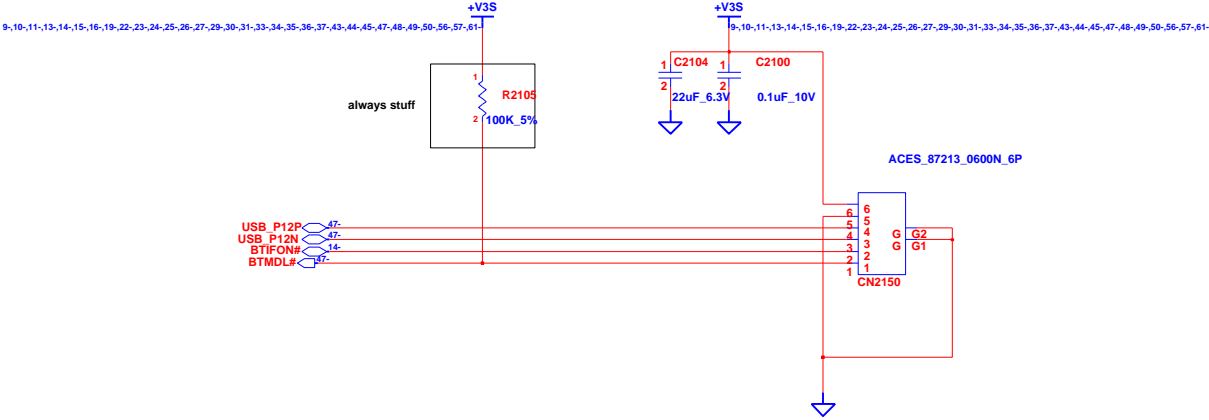 +V3S
+V3S
9-,10-,11-,13-,14-,15-,16-,19-,22-,23-,24-,25-,26-,27-,29-,30-,31-,33-,34-,35-,36-,37-,43-,44-,45-,47-,48-,49-,50-,56-,57-,61-
9-,10-,11-,13-,14-,15-,16-,19-,22-,23-,24-,25-,26-,27-,29-,30-,31-,33-,34-,35-,36-,37-,43-,44-,45-,47-,48-,49-,50-,56-,57-,61-
1
R2105
2
100K_5%
always stuff
1
C2104
2
22uF_6.3V
1
C2100
2
0.1uF_10V
ACES_87213_0600N_6P
USB_P12P
47-
USB_P12N
47-
BTIFON#
14-
BTMDL#
47-
6
5
4
3
2
1
6
5
4
3
2
1
G
G2
G
G1
CN2150